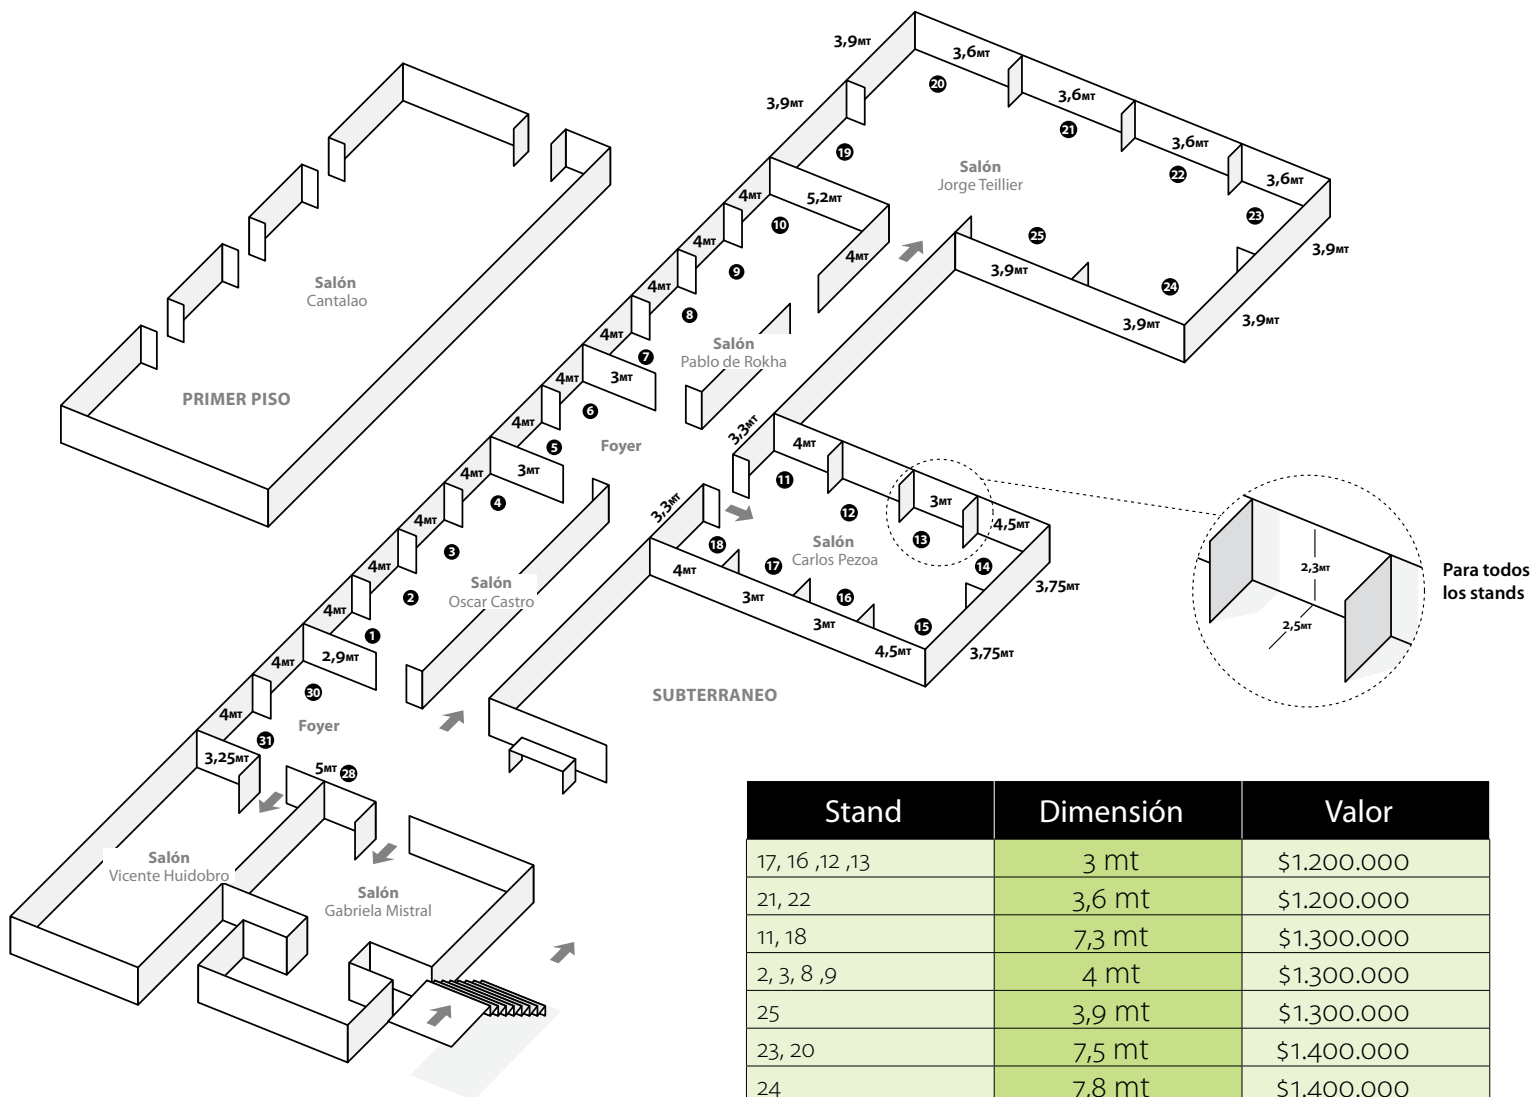 3,9MT
3,6MT
20
3,6MT
21
3,6MT
22
3,6MT
23
3,9MT
19
Salón
Jorge Teillier
25
3,9MT
24
3,9MT
3,9MT
3,9MT
4MT
5,2MT
10
4MT
9
4MT
4MT
8
4MT
7
Salón
Pablo de Rokha
4MT
3MT
6
4MT
5
Foyer
4MT
3MT
4
4MT
3
4MT
2
Salón
Oscar Castro
4MT
1
4MT
2,9MT
30
Foyer
4MT
31
3,25MT
5MT
28
Salón
Vicente Huidobro
Salón
Gabriela Mistral
Salón
Cantalao
PRIMER PISO
3,3MT
4MT
11
12
3MT
13
4,5MT
14
3,3MT
18
Salón
Carlos Pezoa
17
16
15
4MT
3MT
3MT
4,5MT
3,75MT
3,75MT
SUBTERRANEO
2,3MT
2,5MT
Para todos
los stands
Stand Dimensión Valor
17, 16 ,12 ,13 3 mt $1.200.000
21, 22 3,6 mt $1.200.000
11, 18 7,3 mt $1.300.000
2, 3, 8 ,9 4 mt $1.300.000
25 3,9 mt $1.300.000
23, 20 7,5 mt $1.400.000
24 7,8 mt $1.400.000